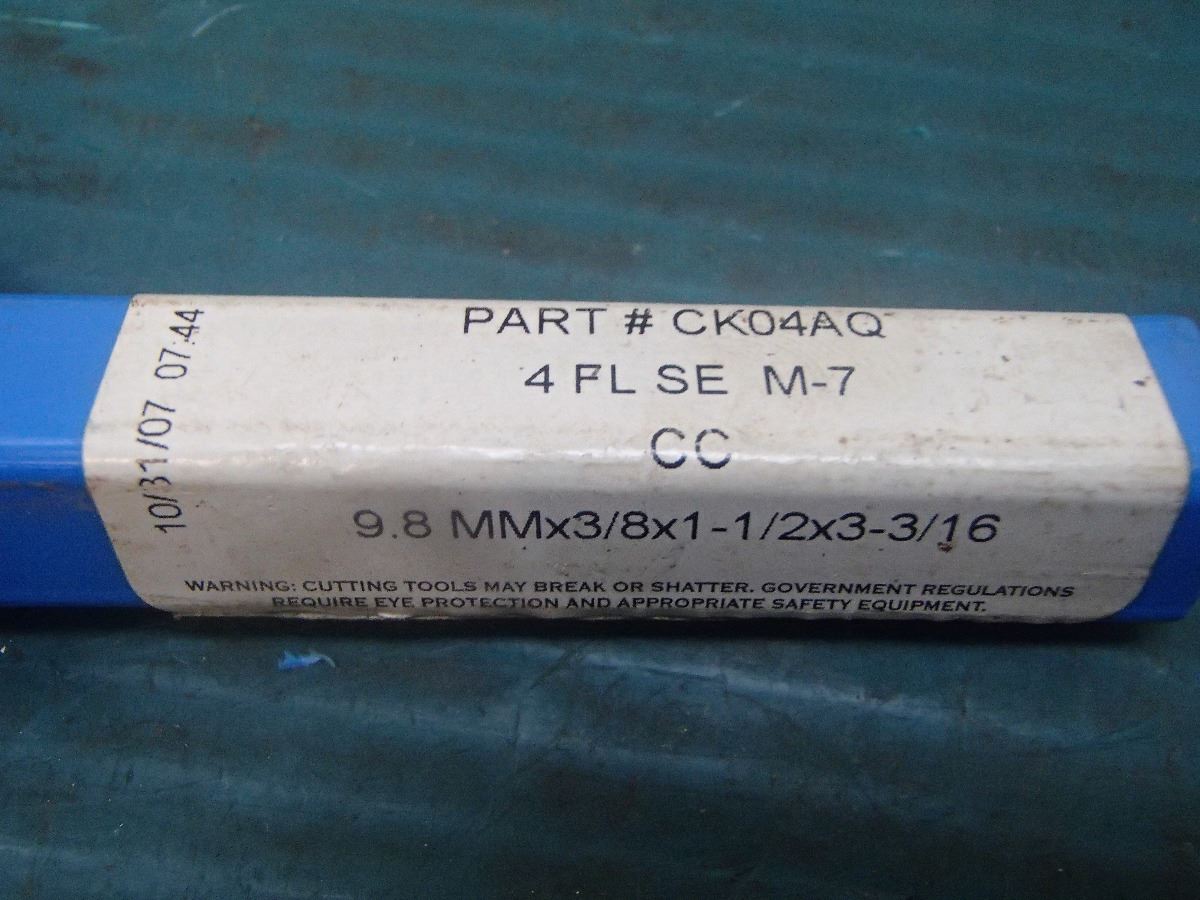 PART # CK04AQ
4 FL SE M-7
CC
9.8 MMx3/8x1-1/2x3-3/16
WARNING: CUTTING TOOLS MAY BREAK OR SHATTER. GOVERNMENT REGULATIONS
REQUIRE EYE PROTECTION AND APPROPRIATE SAFETY EQUIPMENT.
10/31/07 07:44